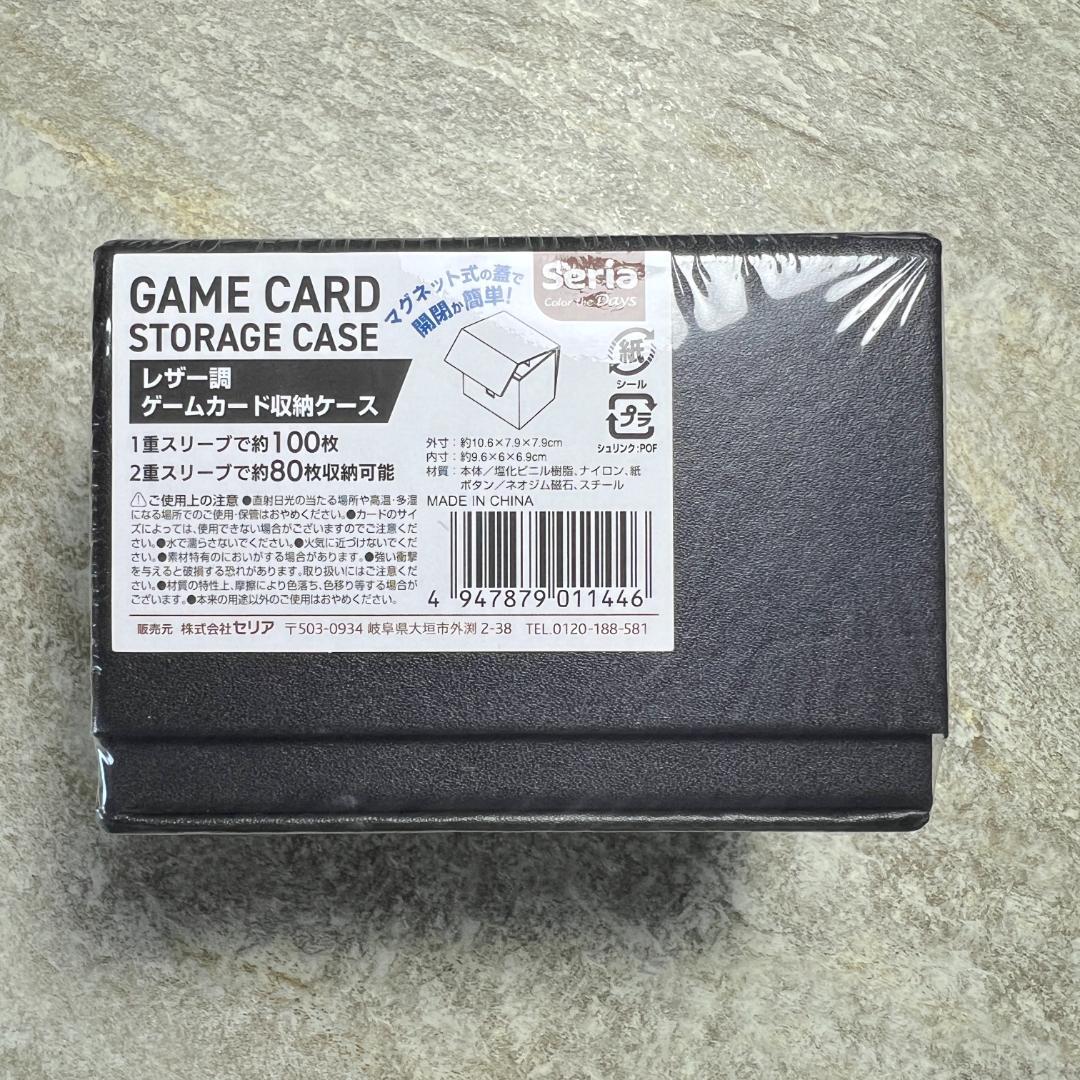 GAME CARD
STORAGE CASE
レザー調
ゲームカード収納ケース
1重スリーブで約100枚
2重スリーブで約80枚収納可能
マグネット式の蓋で
開閉が簡単!
Seria
Color the Days
紙
シール
プラ
シュリンク:POF
外寸:約10.6×7.9×7.9cm
内寸:約9.6×6×6.9cm
材質:本体/塩化ビニル樹脂、ナイロン、紙
ボタン/ネオジム磁石、スチール
MADE IN CHINA
⚠ご使用上の注意 ●直射日光の当たる場所や高温・多湿
になる場所でのご使用・保管はおやめください。●カードのサイ
ズによっては、使用できない場合がございますのでご注意くだ
さい。●水で濡らさないでください。●火気に近づけないでくだ
さい。●素材特有のにおいがする場合があります。●強い衝撃
を与えると破損する恐れがあります。取り扱いにはご注意くだ
さい。●材質の特性上、摩擦により色落ち、色移り等する場合が
ございます。●本来の用途以外のご使用はおやめください。
4 947879 011446
販売元 株式会社セリア 〒503-0934 岐阜県大垣市外渕 2-38 TEL.0120-188-581